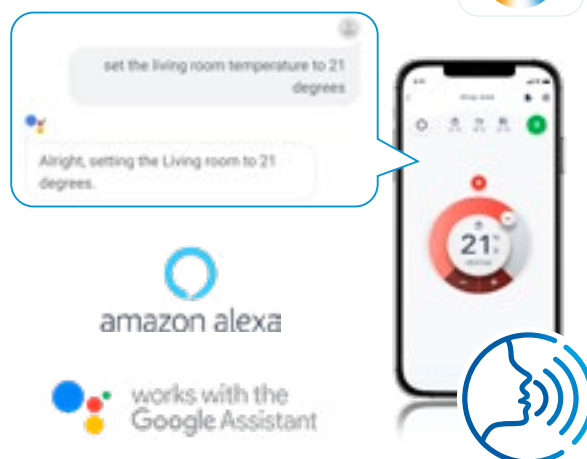 set the living room temperature to 21
degrees
Alright, setting the Living room to 21
degrees.
21
amazon alexa
works with the
Google Assistant